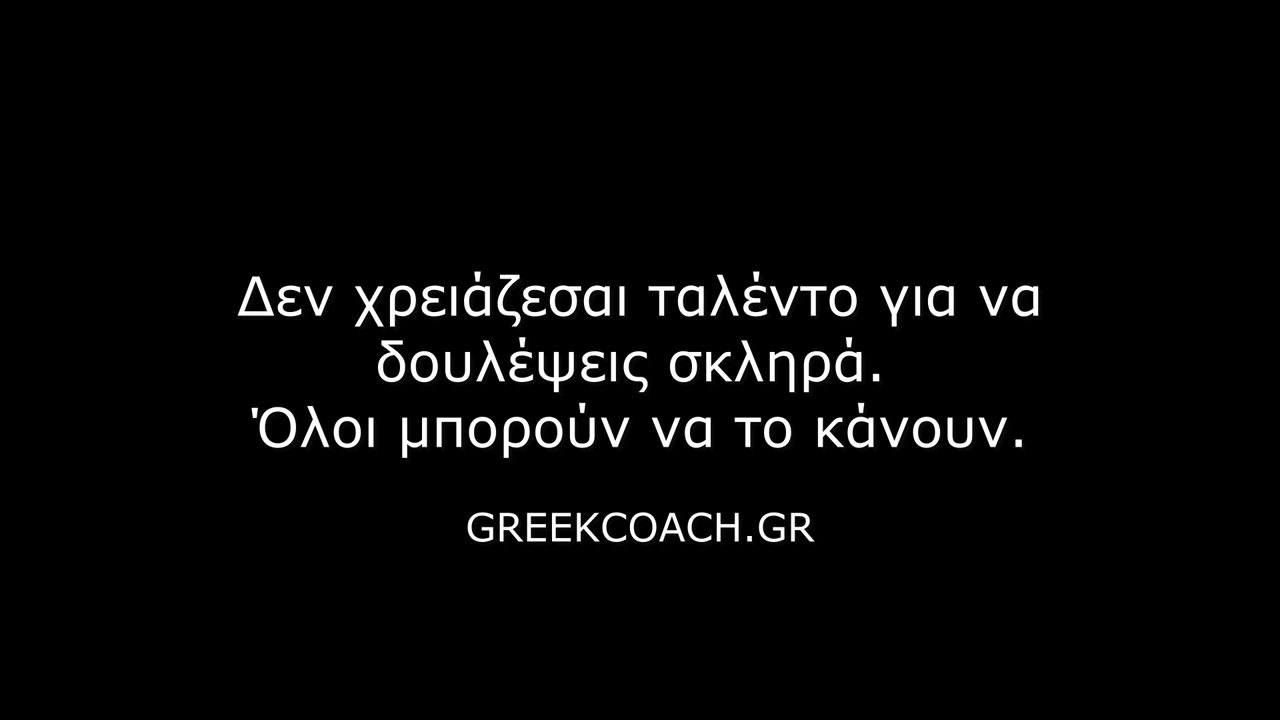 Δεν χρειάζεσαι ταλέντο για να
δουλέψεις σκληρά.
Όλοι μπορούν να το κάνουν.
GREEKCOACH.GR